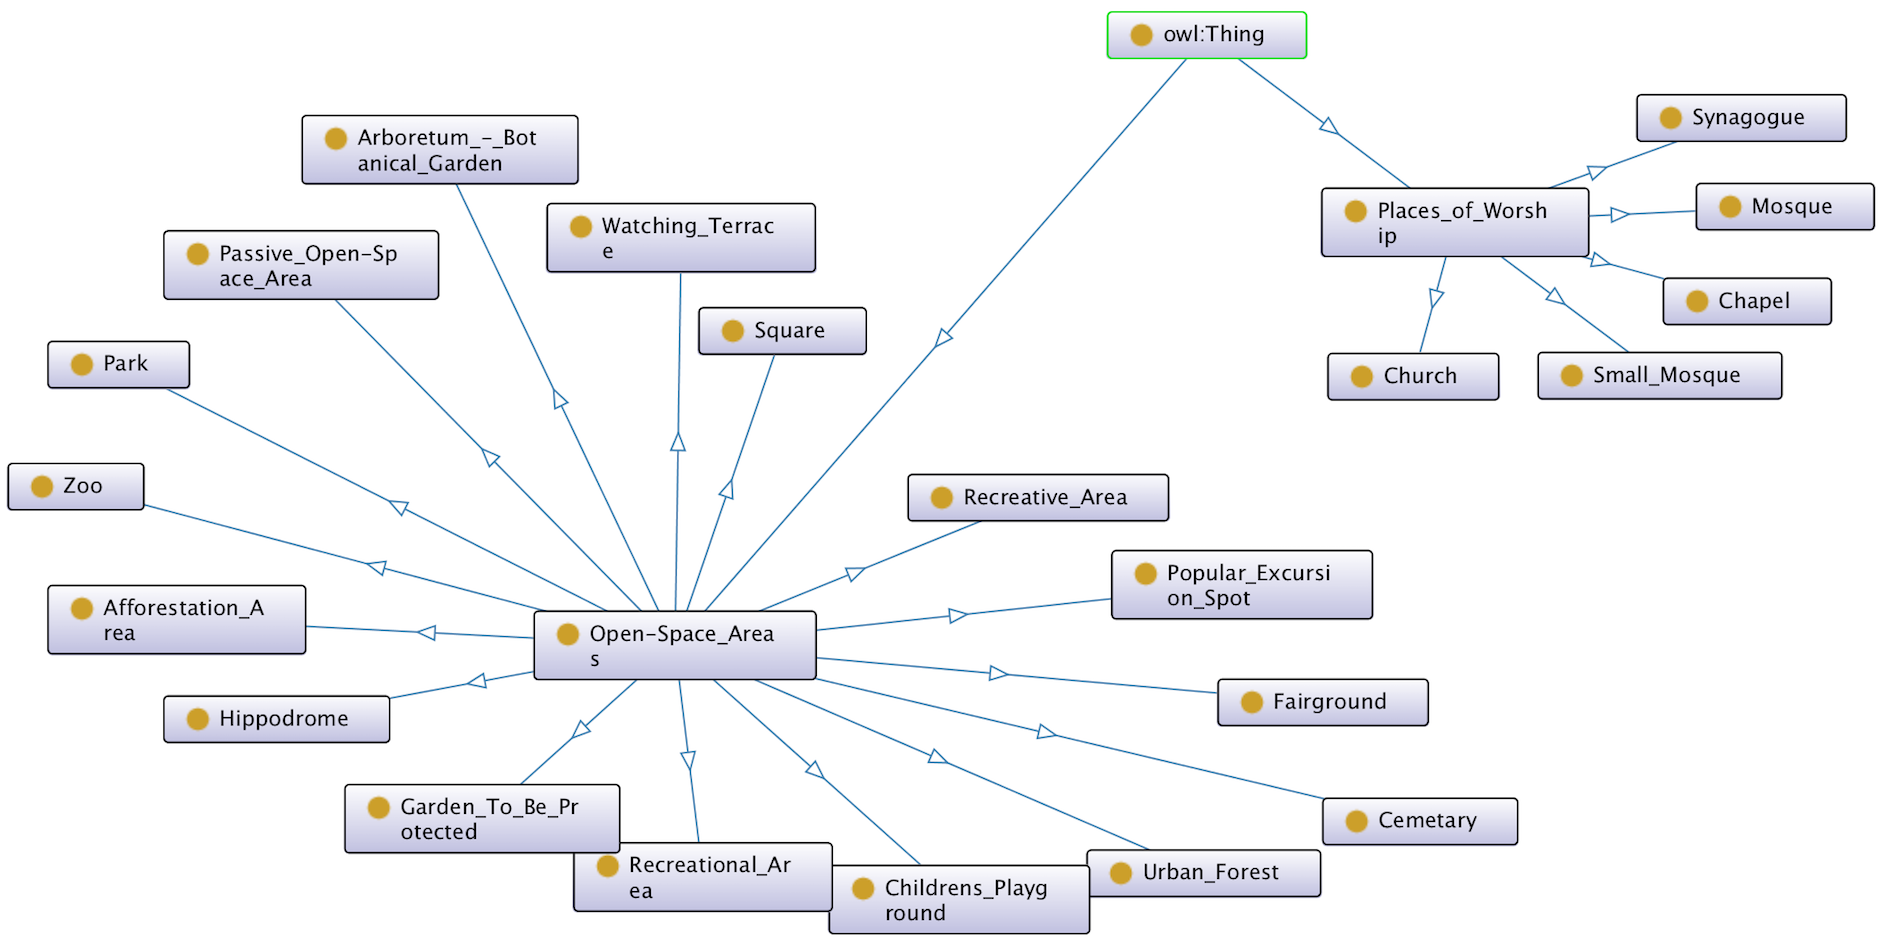 owl:Thing
Synagogue
Arboretum_-_Bot
anical_Garden
Mosque
Places_of_Worsh
ip
Watching_Terrac
e
Passive_Open-Sp
ace_Area
Chapel
Square
Park
Church
Small_Mosque
Zoo
Recreative_Area
Popular_Excursi
on_Spot
Afforestation_A
rea
Open-Space_Area
s
Fairground
Hippodrome
Garden_To_Be_Pr
otected
Cemetary
Recreational_Ar
ea
Urban_Forest
Childrens_Playg
round